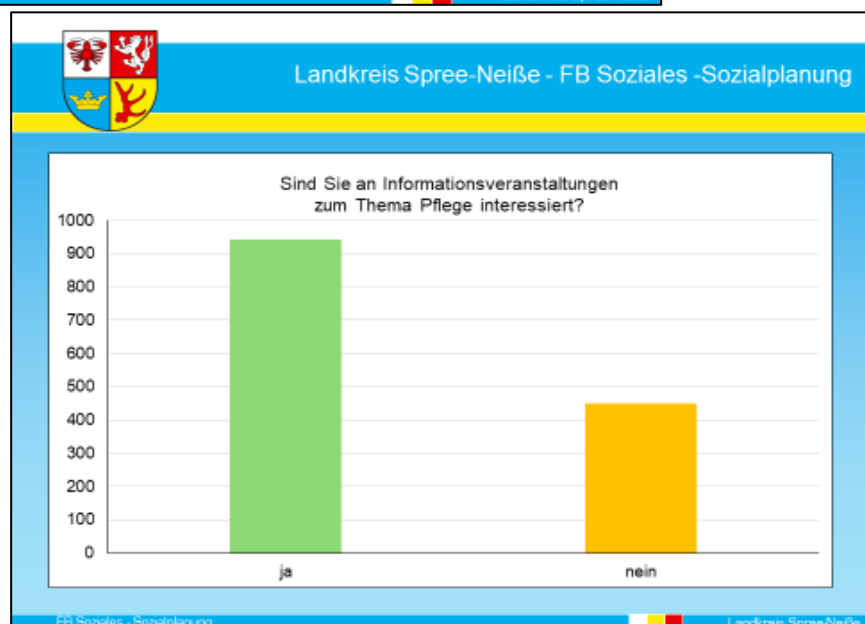 Landkreis Spree-Neiße - FB Soziales -Sozialplanung
Sind Sie an Informationsveranstaltungen
zum Thema Pflege interessiert?
1000
900
800
700
600
500
400
300
200
100
0
ja
nein
FB Soziales - Sozialplanung
Landkreis Spree-Neiße